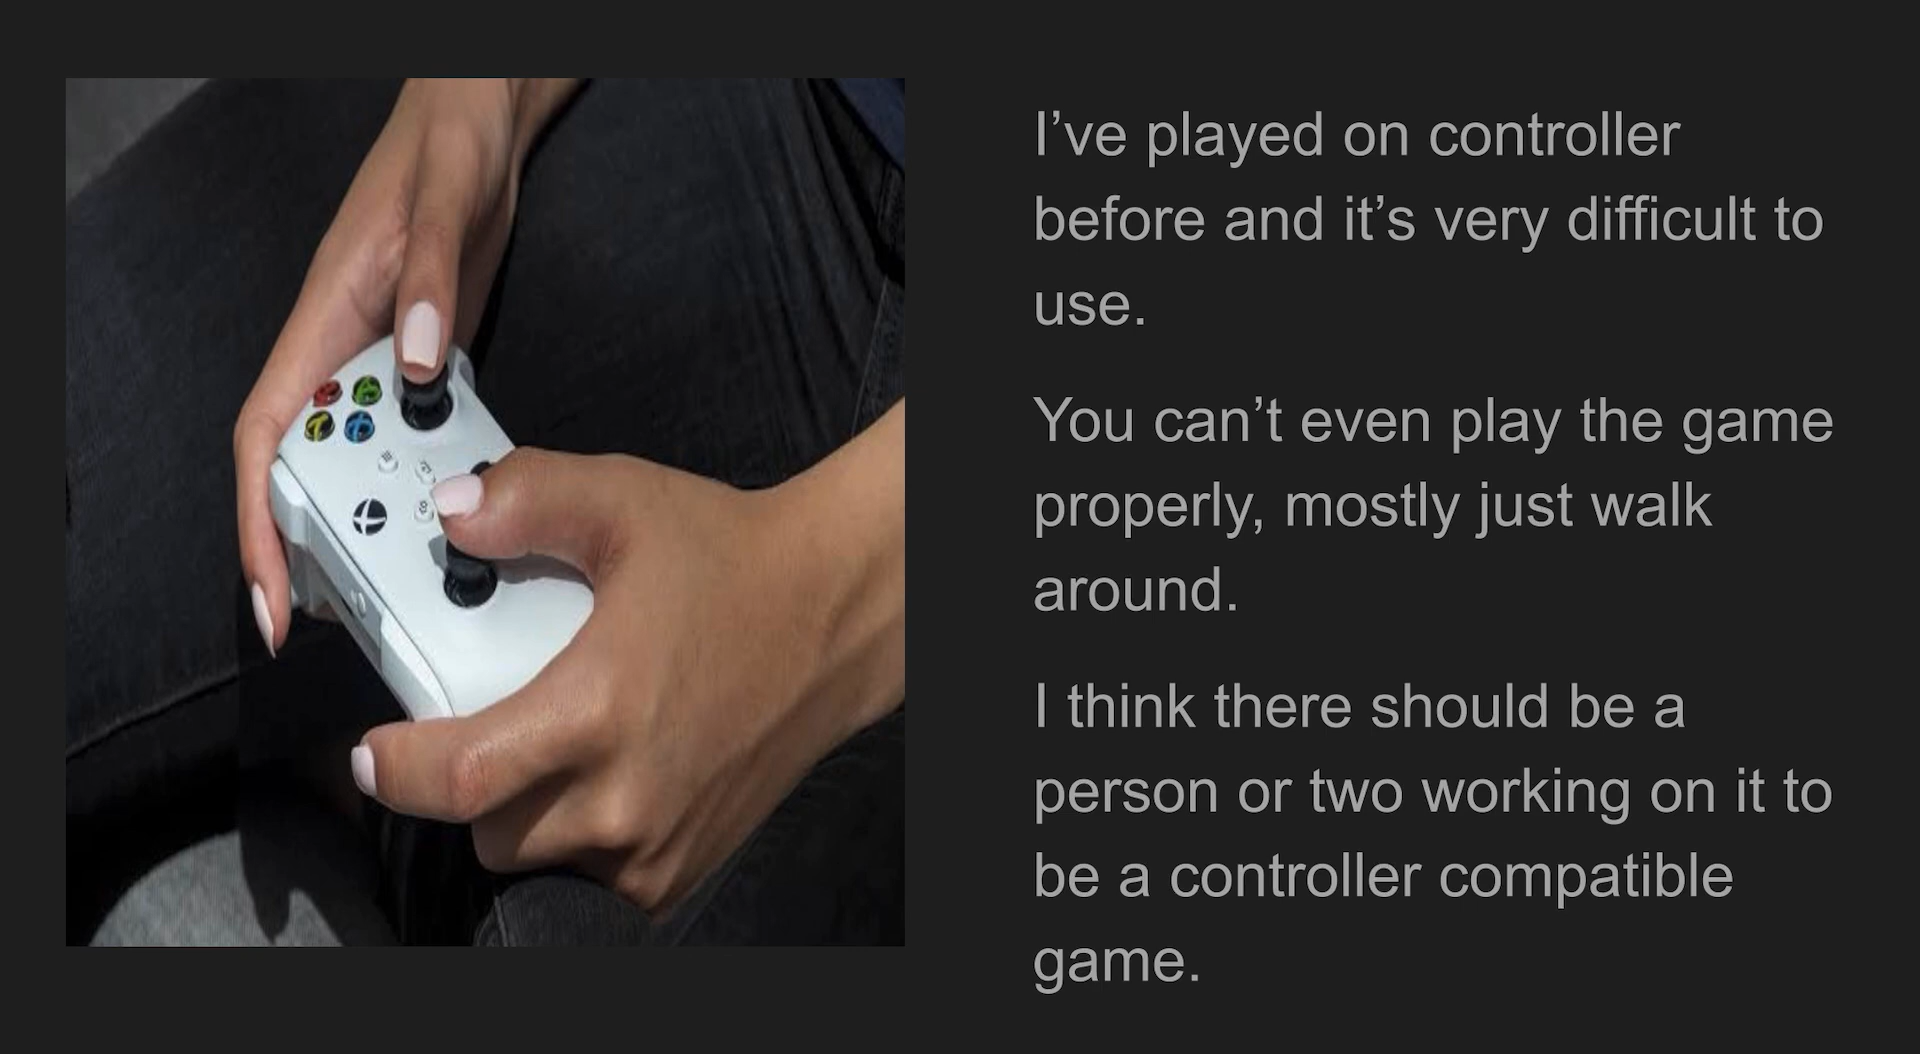 I’ve played on controller
before and it’s very difficult to
use.
You can’t even play the game
properly, mostly just walk
around.
I think there should be a
person or two working on it to
be a controller compatible
game.